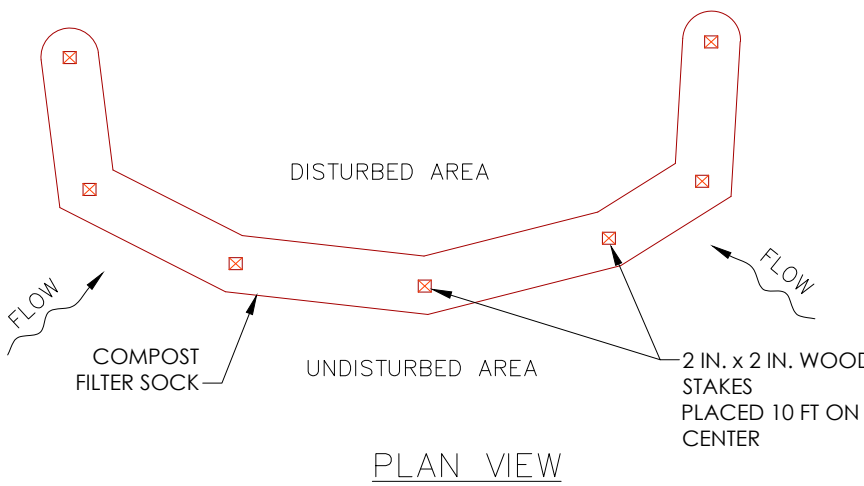 DISTURBED AREA
FLOW
FLOW
COMPOST
FILTER SOCK
UNDISTURBED AREA
2 IN. x 2 IN. WOOD
STAKES
PLACED 10 FT ON
CENTER
PLAN VIEW